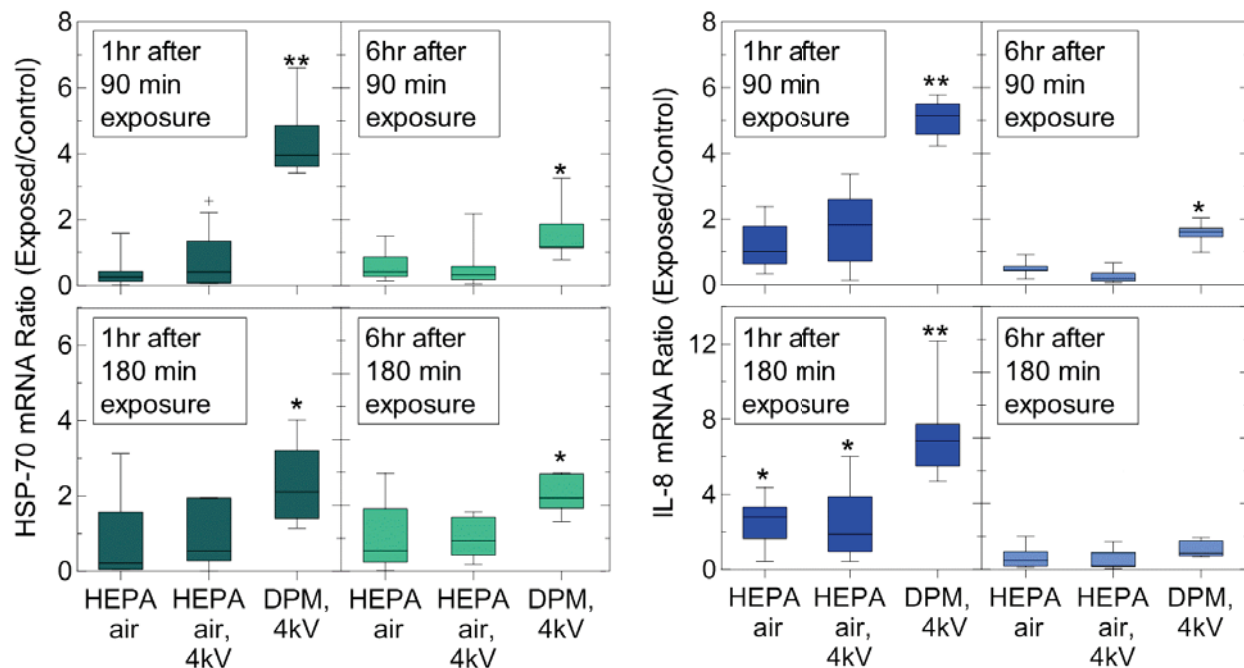 HSP-70 mRNA Ratio (Exposed/Control)
8
6
4
2
0
1hr after
90 min
exposure
**
+
6hr after
90 min
exposure
*
6
4
2
0
1hr after
180 min
exposure
*
6hr after
180 min
exposure
*
HEPA
air
HEPA
air,
4kV
DPM,
4kV
HEPA
air
HEPA
air,
4kV
DPM,
4kV
IL-8 mRNA Ratio (Exposed/Control)
8
6
4
2
0
1hr after
90 min
exposure
**
6hr after
90 min
exposure
*
12
8
4
0
1hr after
180 min
exposure
*
*
**
6hr after
180 min
exposure
HEPA
air
HEPA
air,
4kV
DPM,
4kV
HEPA
air
HEPA
air,
4kV
DPM,
4kV